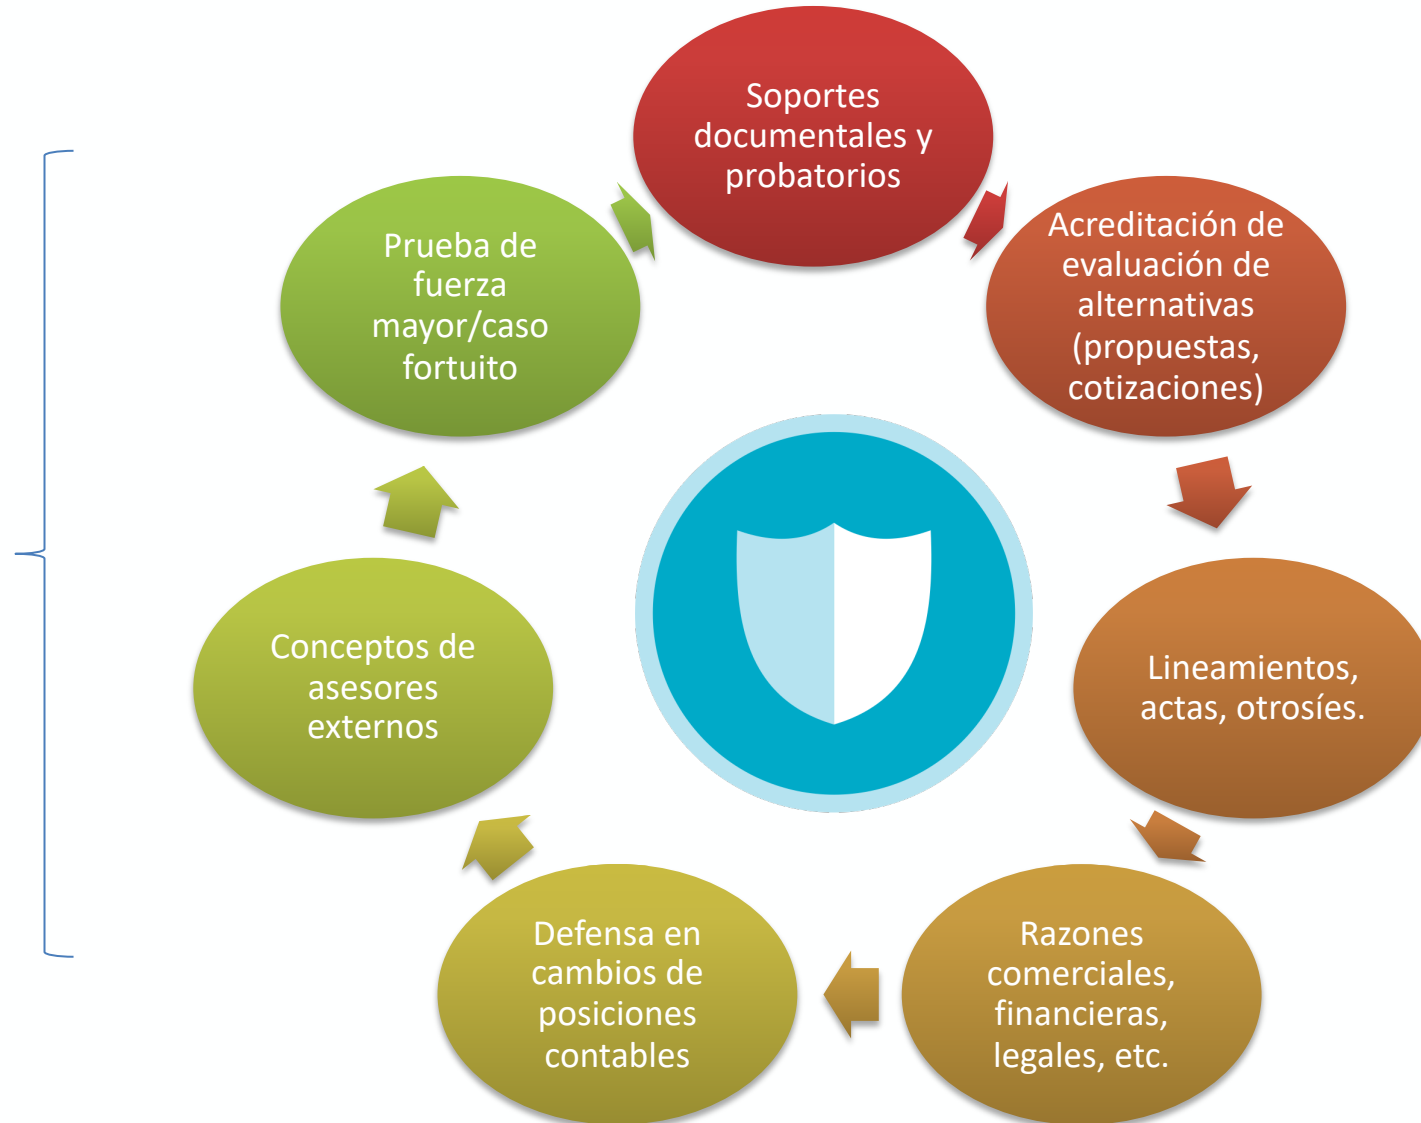 Soportes
documentales y
probatorios
Acreditación de
evaluación de
alternativas
(propuestas,
cotizaciones)
Lineamientos,
actas, otrosíes.
Razones
comerciales,
financieras,
legales, etc.
Defensa en
cambios de
posiciones
contables
Conceptos de
asesores
externos
Prueba de
fuerza
mayor/caso
fortuito